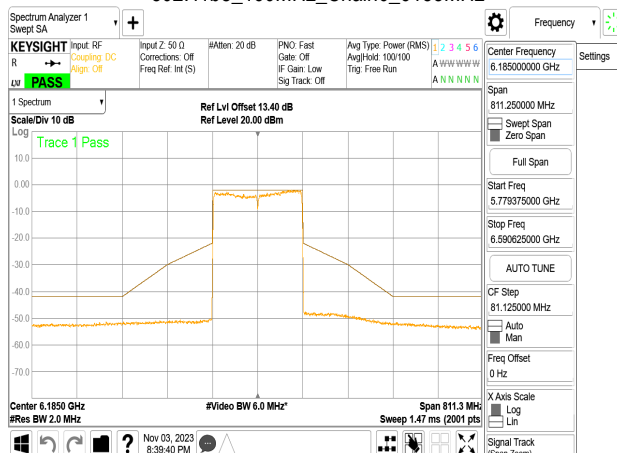 Spectrum Analyzer 1
Swept SA
Frequency
KEYSIGHT
Input: RF
Coupling: DC
Align: Off
Input Z: 50 Ω
Corrections: Off
Freq Ref: Int (S)
#Atten: 20 dB
PNO: Fast
Gate: Off
IF Gain: Low
Sig Track: Off
Avg Type: Power (RMS)
Avg|Hold: 100/100
Trig: Free Run
1 2 3 4 5 6
A W W W W W
A N N N N N
R
PASS
1 Spectrum
Scale/Div 10 dB
Ref Lvl Offset 13.40 dB
Ref Level 20.00 dBm
Log
Trace 1 Pass
10.0
0.00
-10.0
-20.0
-30.0
-40.0
-50.0
-60.0
-70.0
Center 6.1850 GHz
#Video BW 6.0 MHz*
Span 811.3 MHz
#Res BW 2.0 MHz
Sweep 1.47 ms (2001 pts)
Nov 03, 2023
8:39:40 PM
Center Frequency
6.185000000 GHz
Settings
Span
811.250000 MHz
Swept Span
Zero Span
Full Span
Start Freq
5.779375000 GHz
Stop Freq
6.590625000 GHz
AUTO TUNE
CF Step
81.125000 MHz
Auto
Man
Freq Offset
0 Hz
X Axis Scale
Log
Lin
Signal Track